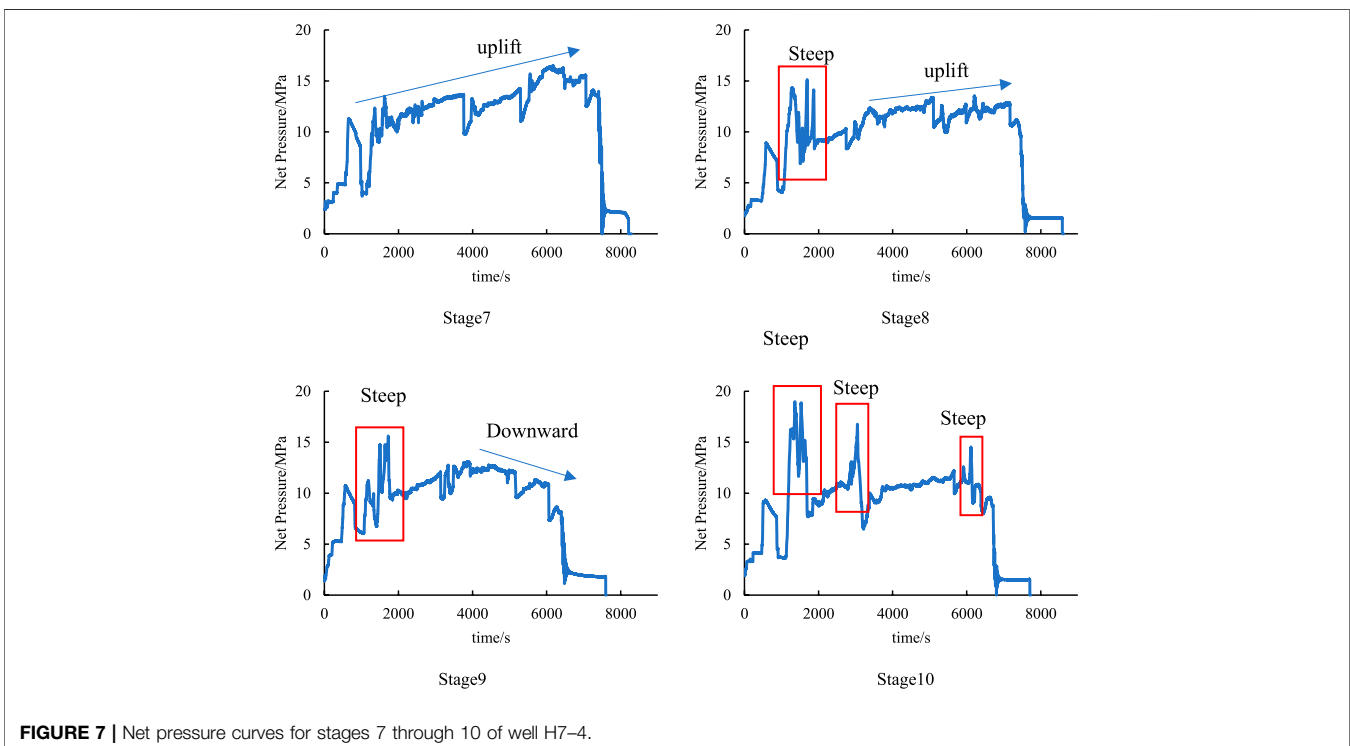 20
15
10
5
0
Net Pressure/MPa
uplift
0 2000 4000 6000 8000
time/s
Stage7
20
15
10
5
0
Net Pressure/MPa
Steep
uplift
0 2000 4000 6000 8000
time/s
Stage8
20
15
10
5
0
Net Pressure/MPa
Steep
Downward
0 2000 4000 6000 8000
time/s
Stage9
Steep
20
15
10
5
0
Net Pressure/MPa
Steep
Steep
0 2000 4000 6000 8000
time/s
Stage10
FIGURE 7 | Net pressure curves for stages 7 through 10 of well H7–4.